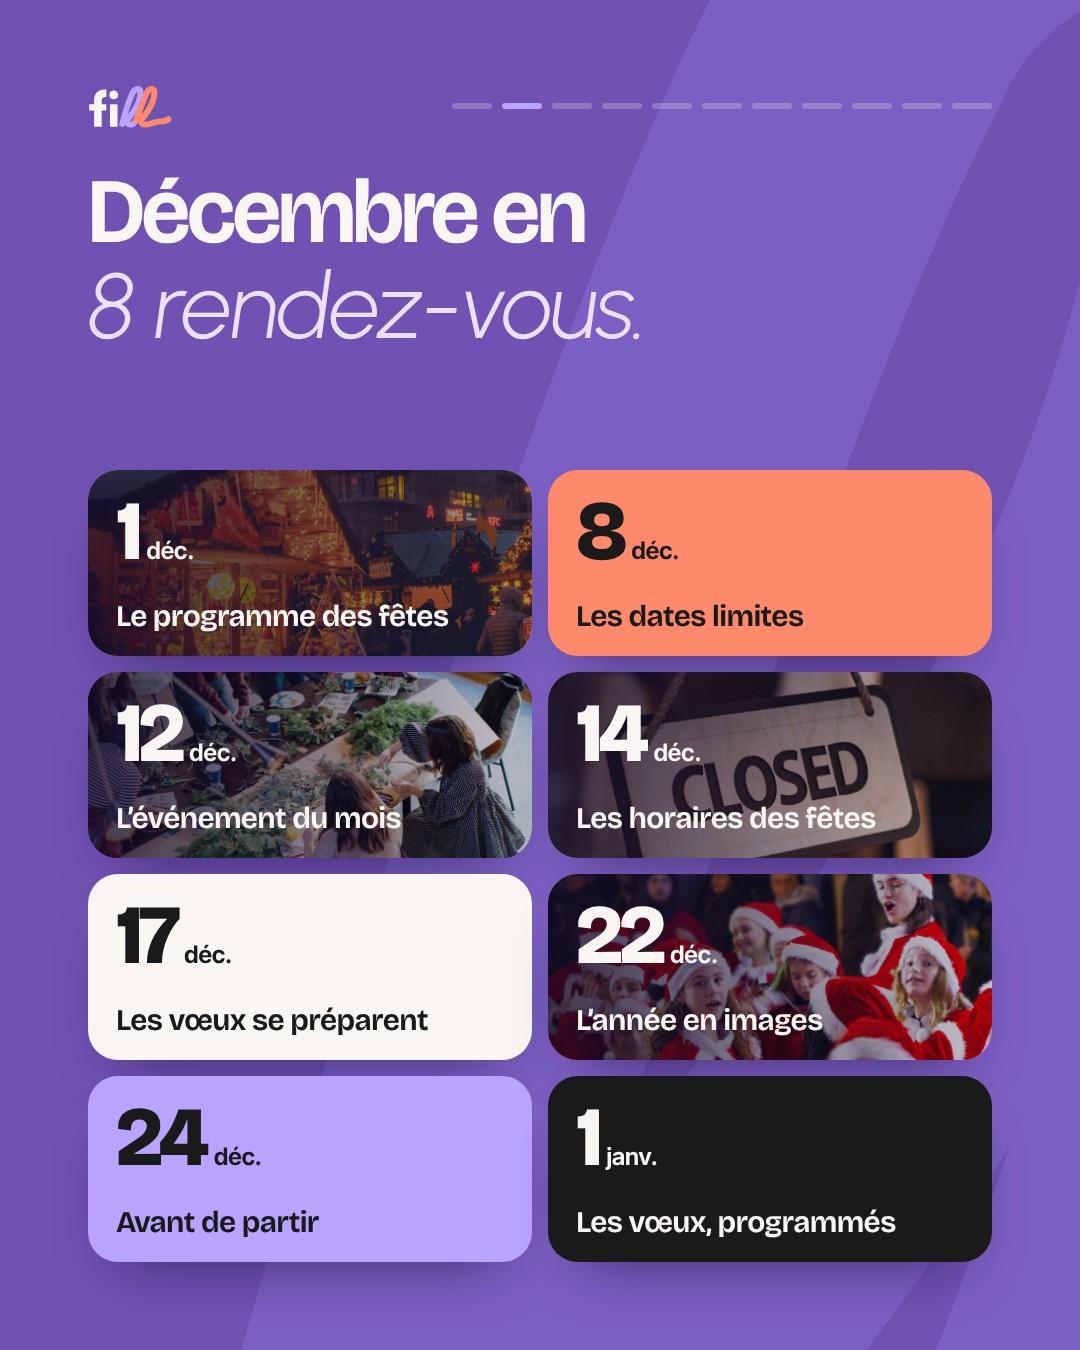 fill
Décembre en
8 rendez-vous.
1 déc.
Le programme des fêtes
8 déc.
Les dates limites
12 déc.
L’événement du mois
14 déc.
CLOSED
Les horaires des fêtes
17 déc.
Les vœux se préparent
22 déc.
L’année en images
24 déc.
Avant de partir
1 janv.
Les vœux, programmés